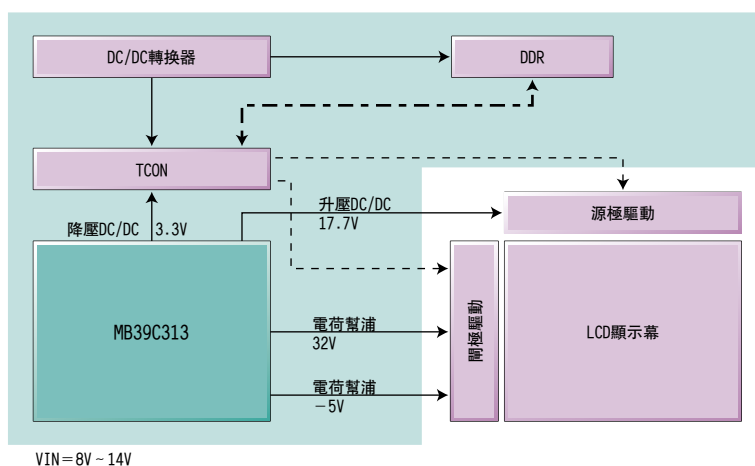 DC/DC轉換器
DDR
TCON
降壓DC/DC 3.3V
升壓DC/DC
17.7V
源極驅動
MB39C313
電荷幫浦
32V
電荷幫浦
－5V
閘極驅動
LCD顯示幕
VIN＝8V～14V